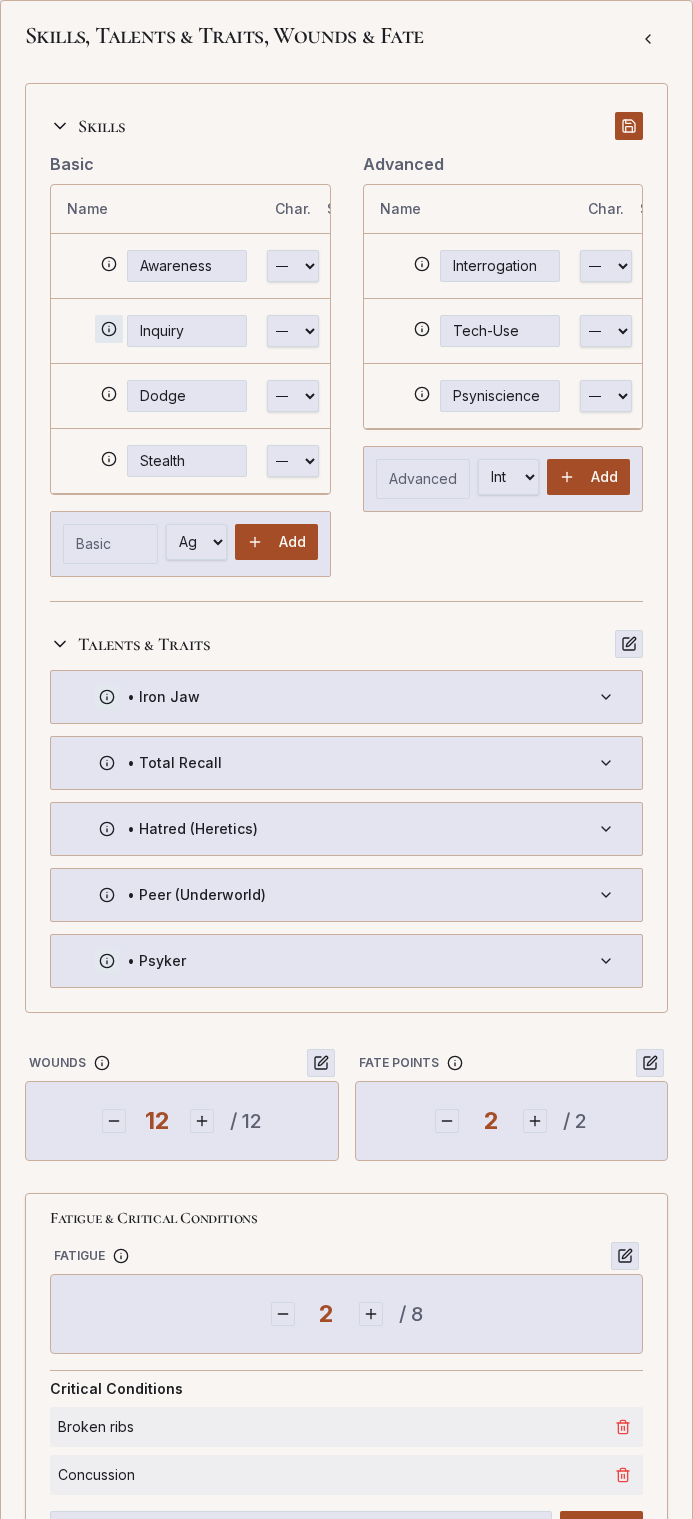 Skills, Talents & Traits, Wounds & Fate
Skills
Basic
Name Char.
Awareness —
Inquiry —
Dodge —
Stealth —
Basic Ag Add
Advanced
Name Char.
Interrogation —
Tech-Use —
Psyniscience —
Advanced Int Add
Talents & Traits
• Iron Jaw
• Total Recall
• Hatred (Heretics)
• Peer (Underworld)
• Psyker
WOUNDS
12 / 12
FATE POINTS
2 / 2
Fatigue & Critical Conditions
FATIGUE
2 / 8
Critical Conditions
Broken ribs
Concussion